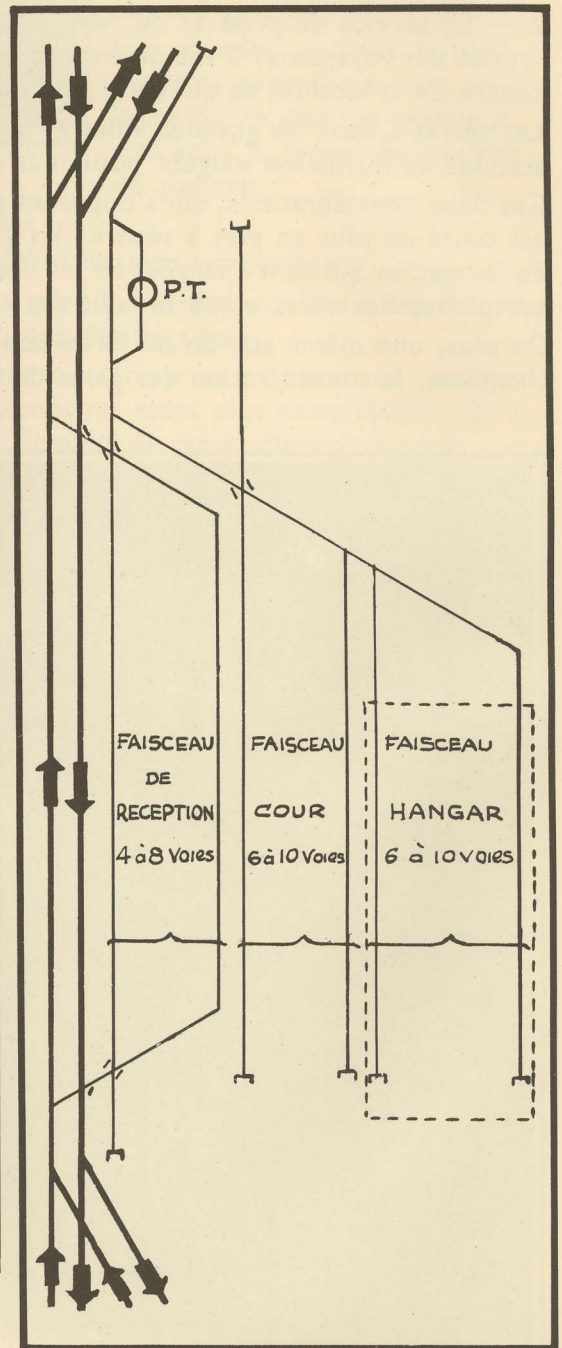 P.T.
FAISCEAU
DE
RECEPTION
4 à 8 Voies
FAISCEAU
COUR
6 à 10 Voies
FAISCEAU
HANGAR
6 à 10 VOIES